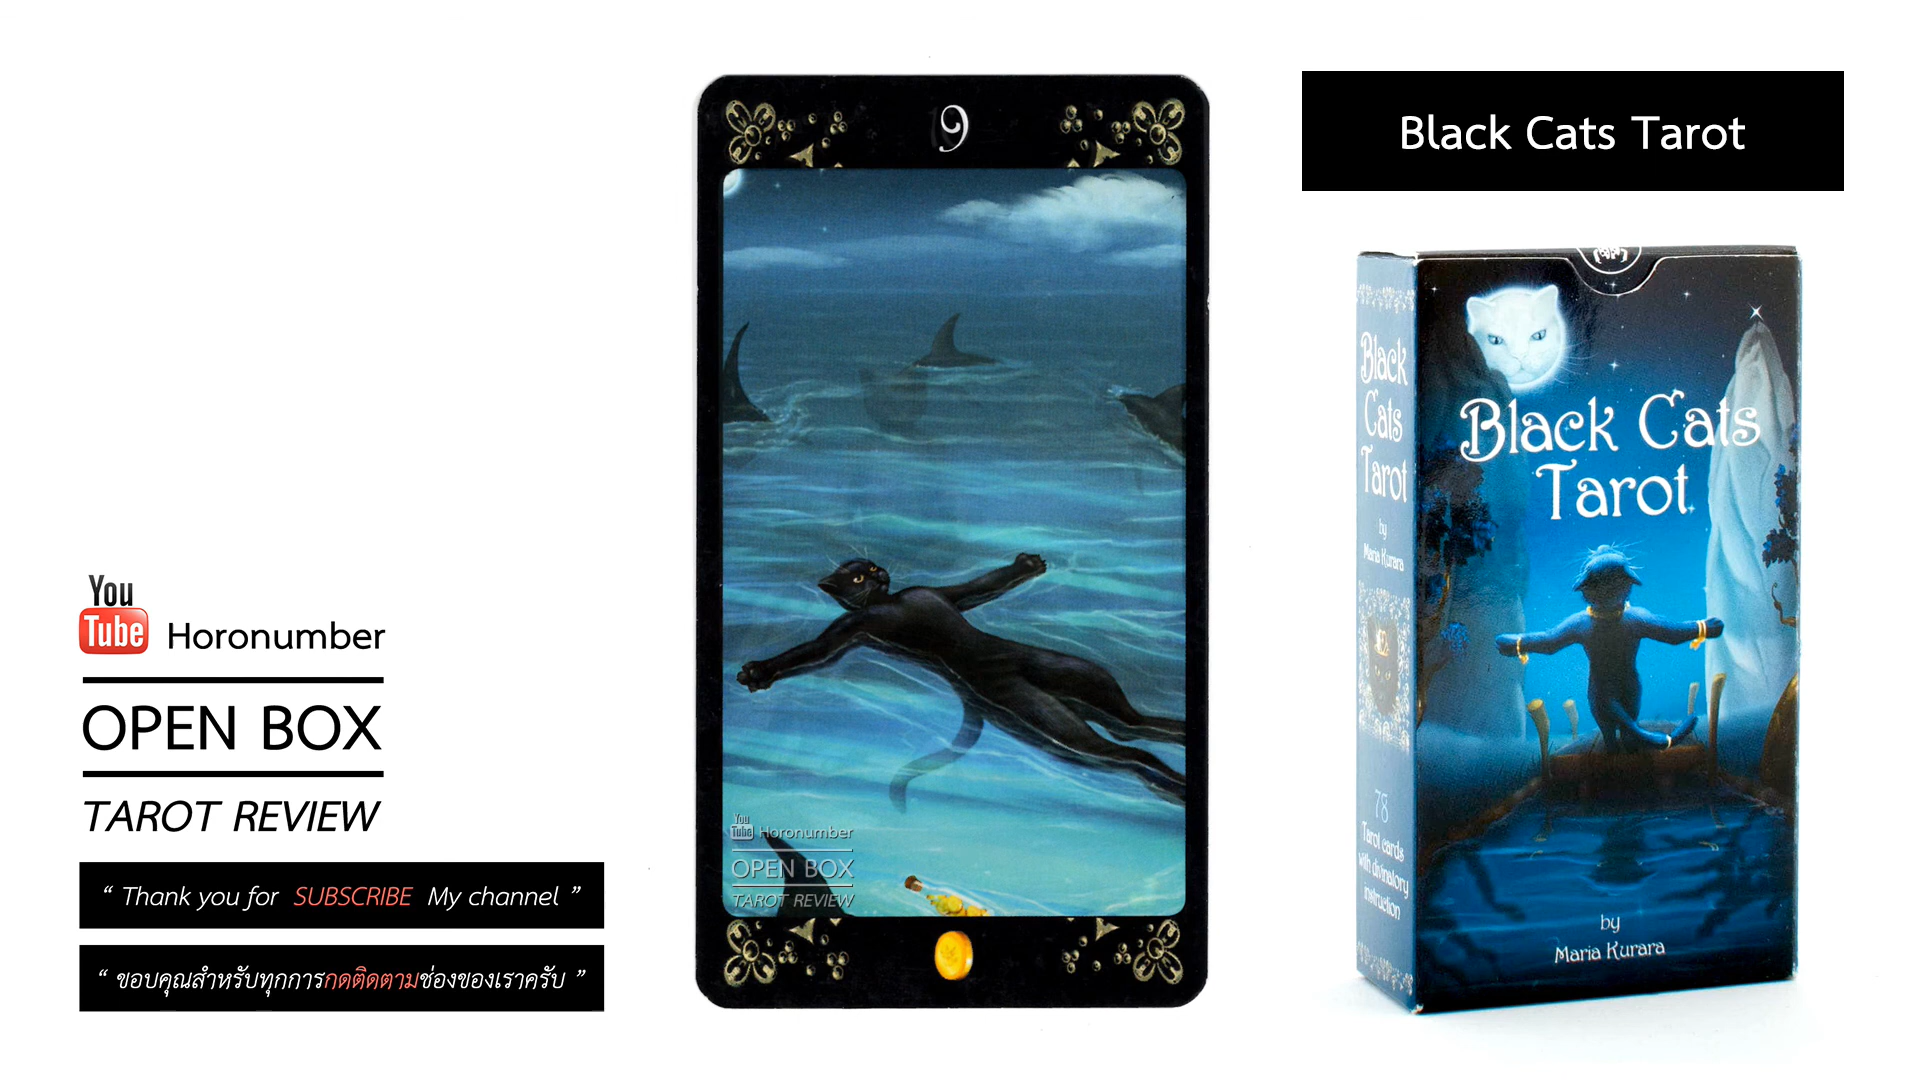 You
Tube Horonumber
OPEN BOX
TAROT REVIEW
“ Thank you for SUBSCRIBE My channel ”
“ ขอบคุณสำหรับทุกการกดติดตามช่องของเราครับ ”
9
You
Tube Horonumber
OPEN BOX
TAROT REVIEW
Black Cats Tarot
Black
Cats
Tarot
by
Maria Kurara
78
Tarot cards
with divinatory
instruction
Black Cats
Tarot
by
Maria Kurara